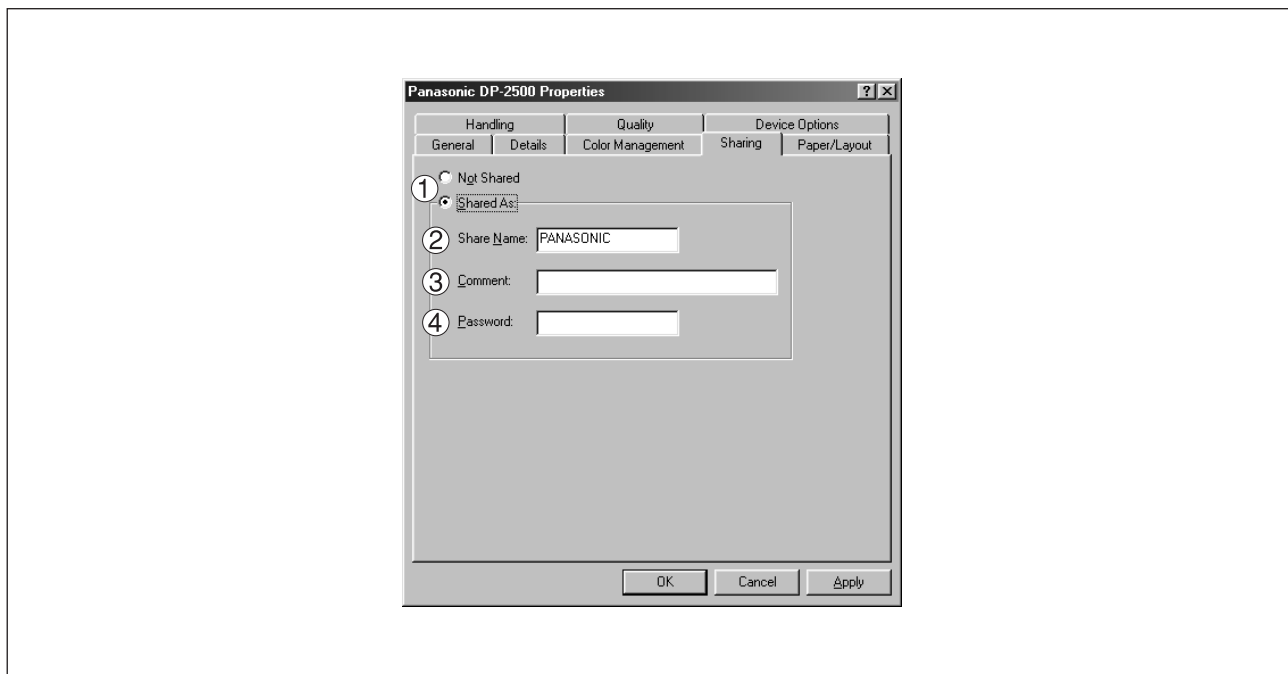 Panasonic DP-2500 Properties
Handling Quality Device Options
General Details Color Management Sharing Paper/Layout
① Not Shared
Shared As:
② Share Name: PANASONIC
③ Comment:
④ Password:
OK Cancel Apply